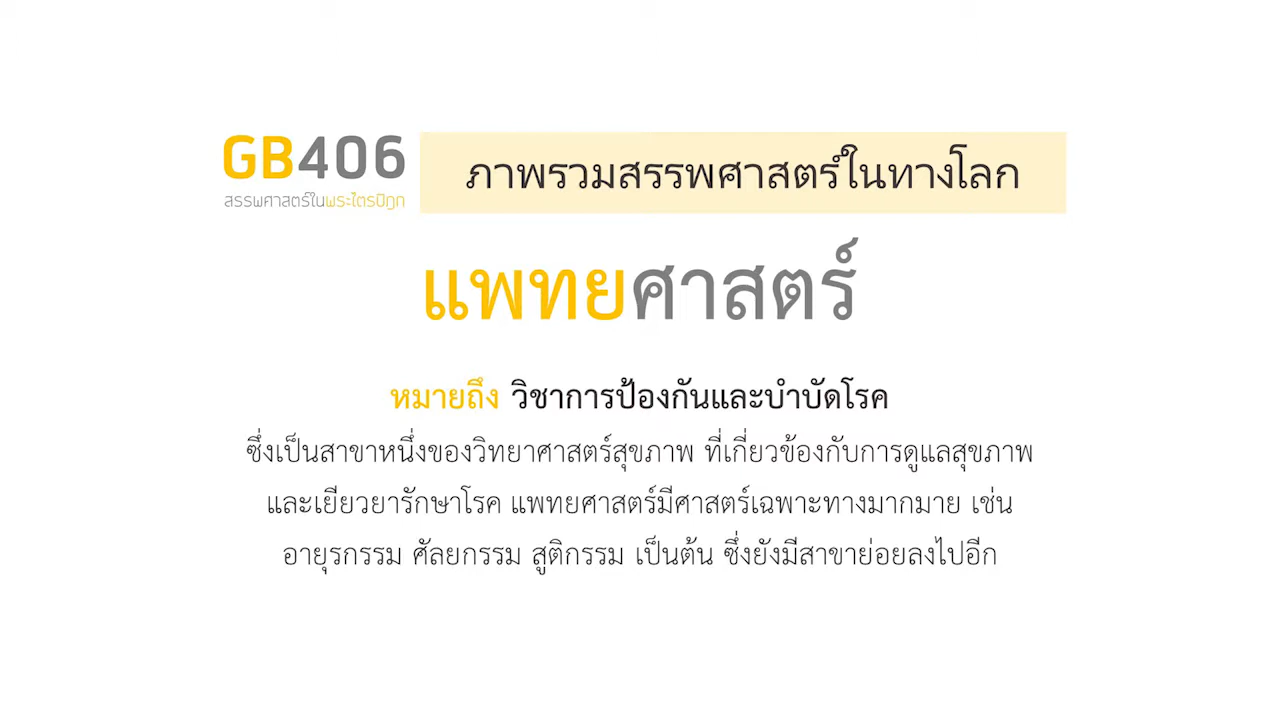 GB406
สรรพศาสตร์ในพระไตรปิฎก
ภาพรวมสรรพศาสตร์ในทางโลก
แพทยศาสตร์
หมายถึง วิชาการป้องกันและบำบัดโรค
ซึ่งเป็นสาขาหนึ่งของวิทยาศาสตร์สุขภาพ ที่เกี่ยวข้องกับการดูแลสุขภาพ
และเยียวยารักษาโรค แพทยศาสตร์มีศาสตร์เฉพาะทางมากมาย เช่น
อายุรกรรม ศัลยกรรม สูติกรรม เป็นต้น ซึ่งยังมีสาขาย่อยลงไปอีก